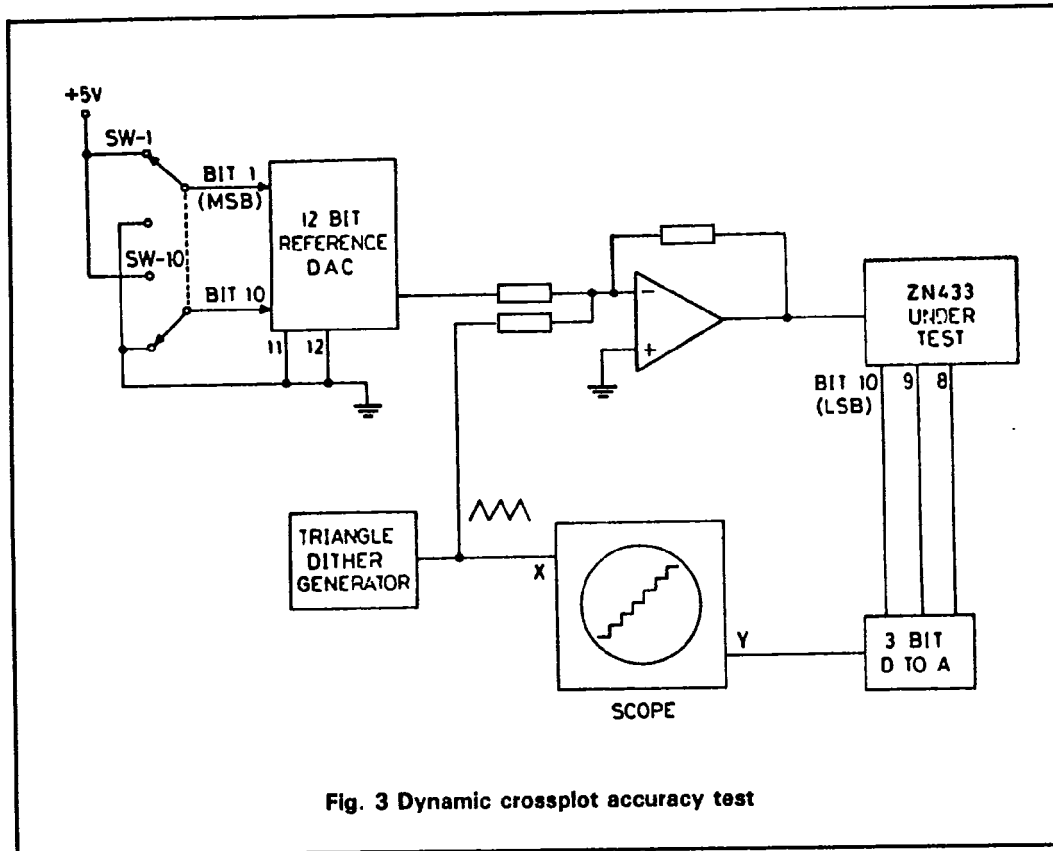 +5V
SW-1
BIT 1
(MSB)
12 BIT
REFERENCE
DAC
SW-10
BIT 10
11 12
-
+
ZN433
UNDER
TEST
BIT 10
(LSB)
9 8
TRIANGLE
DITHER
GENERATOR
X
Y
3 BIT
D TO A
SCOPE
Fig. 3 Dynamic crossplot accuracy test